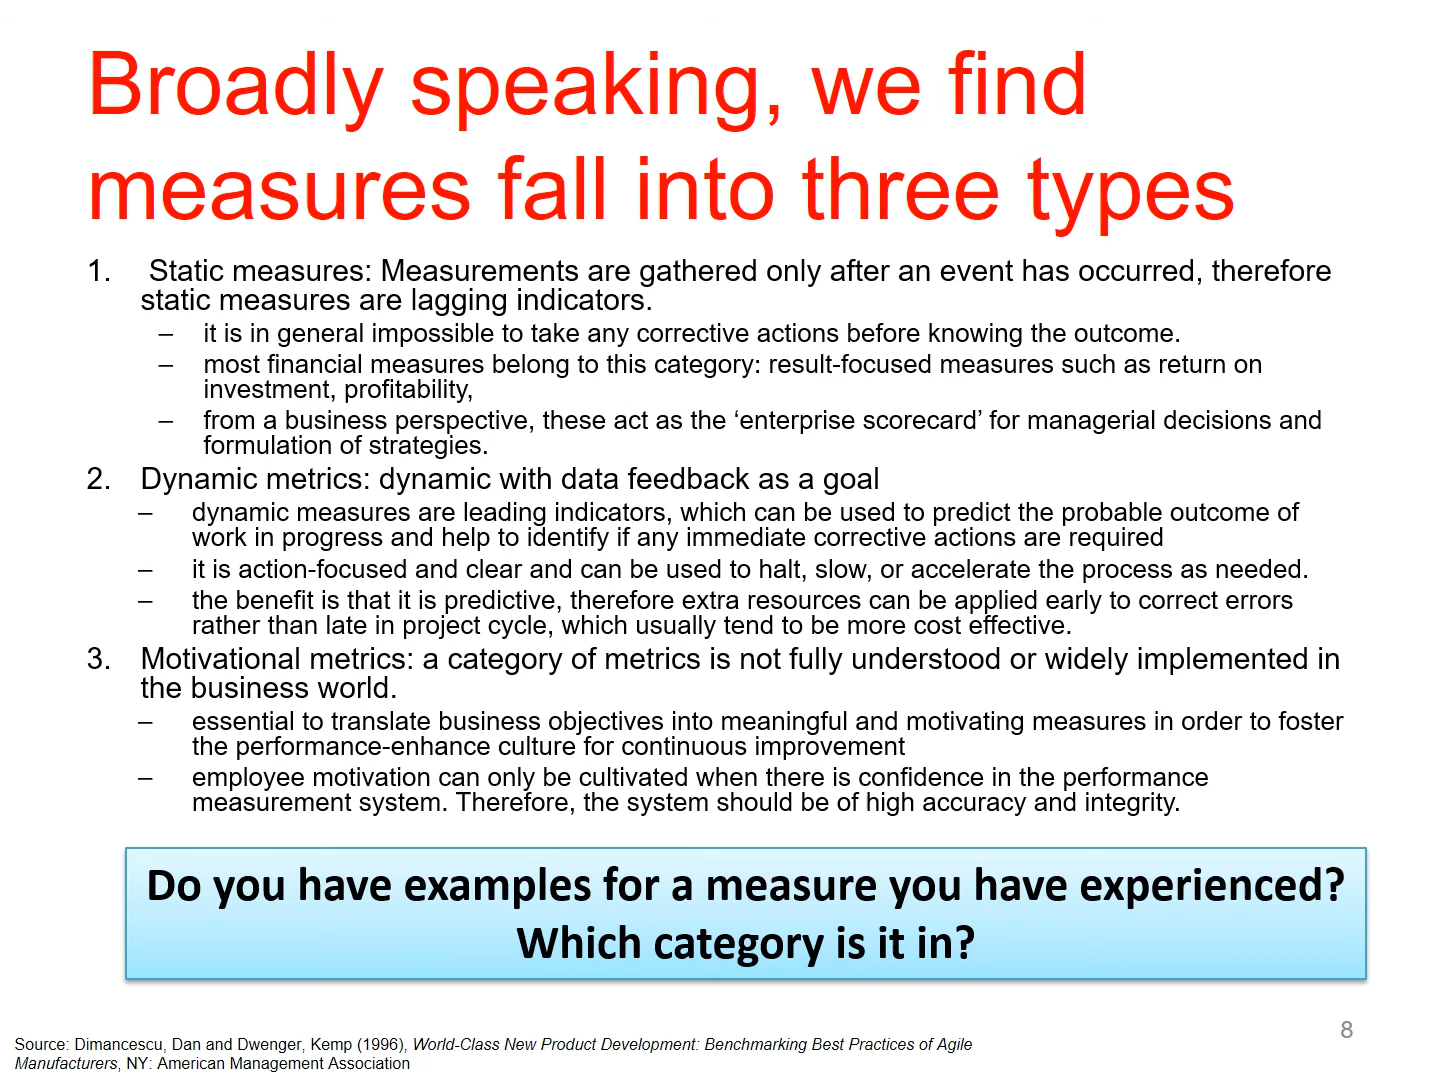 Broadly speaking, we find
measures fall into three types
1. Static measures: Measurements are gathered only after an event has occurred, therefore
static measures are lagging indicators.
– it is in general impossible to take any corrective actions before knowing the outcome.
– most financial measures belong to this category: result-focused measures such as return on
investment, profitability,
– from a business perspective, these act as the ‘enterprise scorecard’ for managerial decisions and
formulation of strategies.
2. Dynamic metrics: dynamic with data feedback as a goal
– dynamic measures are leading indicators, which can be used to predict the probable outcome of
work in progress and help to identify if any immediate corrective actions are required
– it is action-focused and clear and can be used to halt, slow, or accelerate the process as needed.
– the benefit is that it is predictive, therefore extra resources can be applied early to correct errors
rather than late in project cycle, which usually tend to be more cost effective.
3. Motivational metrics: a category of metrics is not fully understood or widely implemented in
the business world.
– essential to translate business objectives into meaningful and motivating measures in order to foster
the performance-enhance culture for continuous improvement
– employee motivation can only be cultivated when there is confidence in the performance
measurement system. Therefore, the system should be of high accuracy and integrity.
Do you have examples for a measure you have experienced?
Which category is it in?
8
Source: Dimancescu, Dan and Dwenger, Kemp (1996), World-Class New Product Development: Benchmarking Best Practices of Agile
Manufacturers, NY: American Management Association